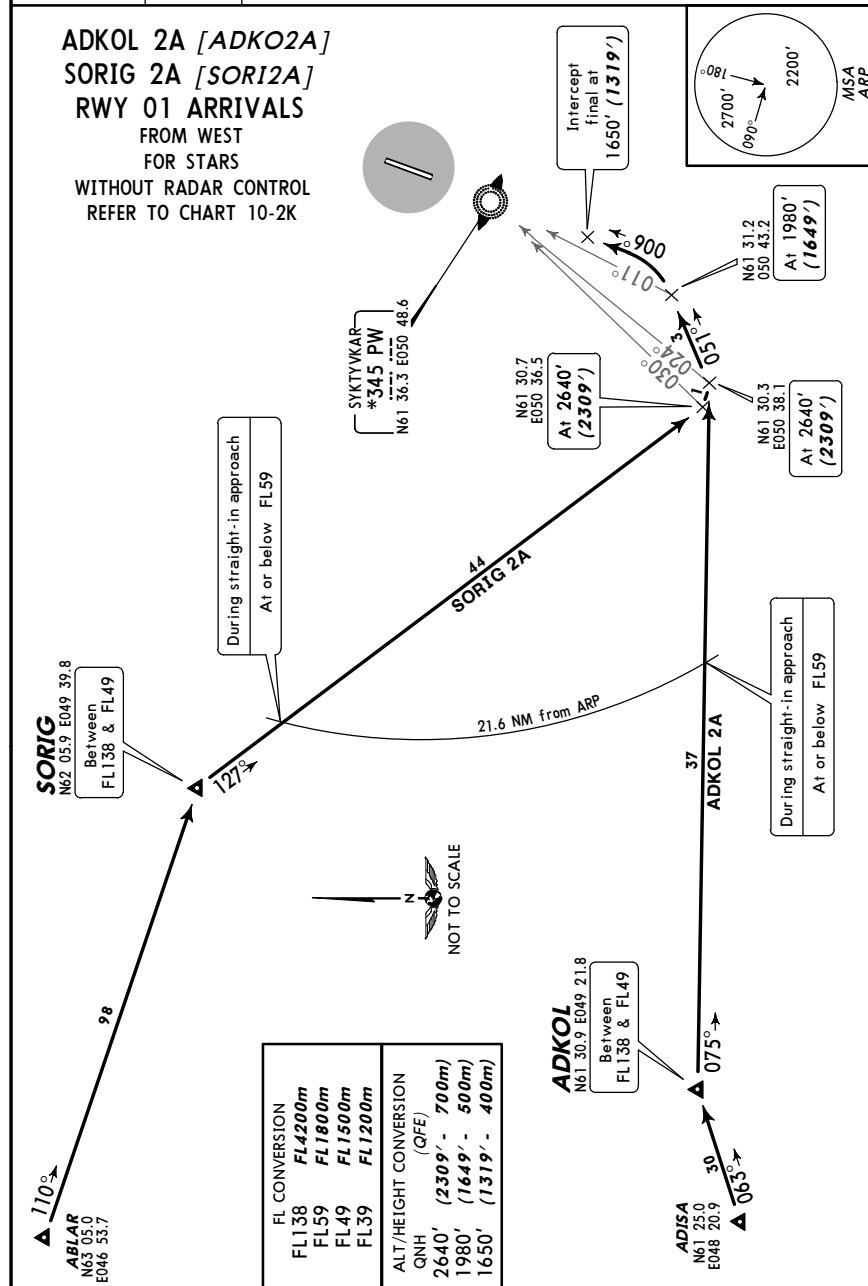 ADKOL 2A [ADKO2A]
SORIG 2A [SORI2A]
RWY 01 ARRIVALS
FROM WEST
FOR STARS
WITHOUT RADAR CONTROL
REFER TO CHART 10-2K
2200'
2700'
180°
090°
MSA
ARP
Intercept
final at
1650' (1319')
006°
011°
N61 31.2
050 43.2
At 1980'
(1649')
3
051°
024°
030°
1
SYKTYVKAR
*345 PW
N61 36.3 E050 48.6
N61 30.7
E050 36.5
At 2640'
(2309')
N61 30.3
E050 38.1
At 2640'
(2309')
During straight-in approach
At or below FL59
44
SORIG 2A
SORIG
N62 05.9 E049 39.8
Between
FL138 & FL49
127°
21.6 NM from ARP
37
ADKOL 2A
During straight-in approach
At or below FL59
N
NOT TO SCALE
98
110°
ABLAR
N63 05.0
E046 53.7
FL CONVERSION
FL138 FL4200m
FL59 FL1800m
FL49 FL1500m
FL39 FL1200m
ALT/HEIGHT CONVERSION
QNH (QFE)
2640' (2309' - 700m)
1980' (1649' - 500m)
1650' (1319' - 400m)
ADKOL
N61 30.9 E049 21.8
Between
FL138 & FL49
075°
30
063°
ADISA
N61 25.0
E048 20.9